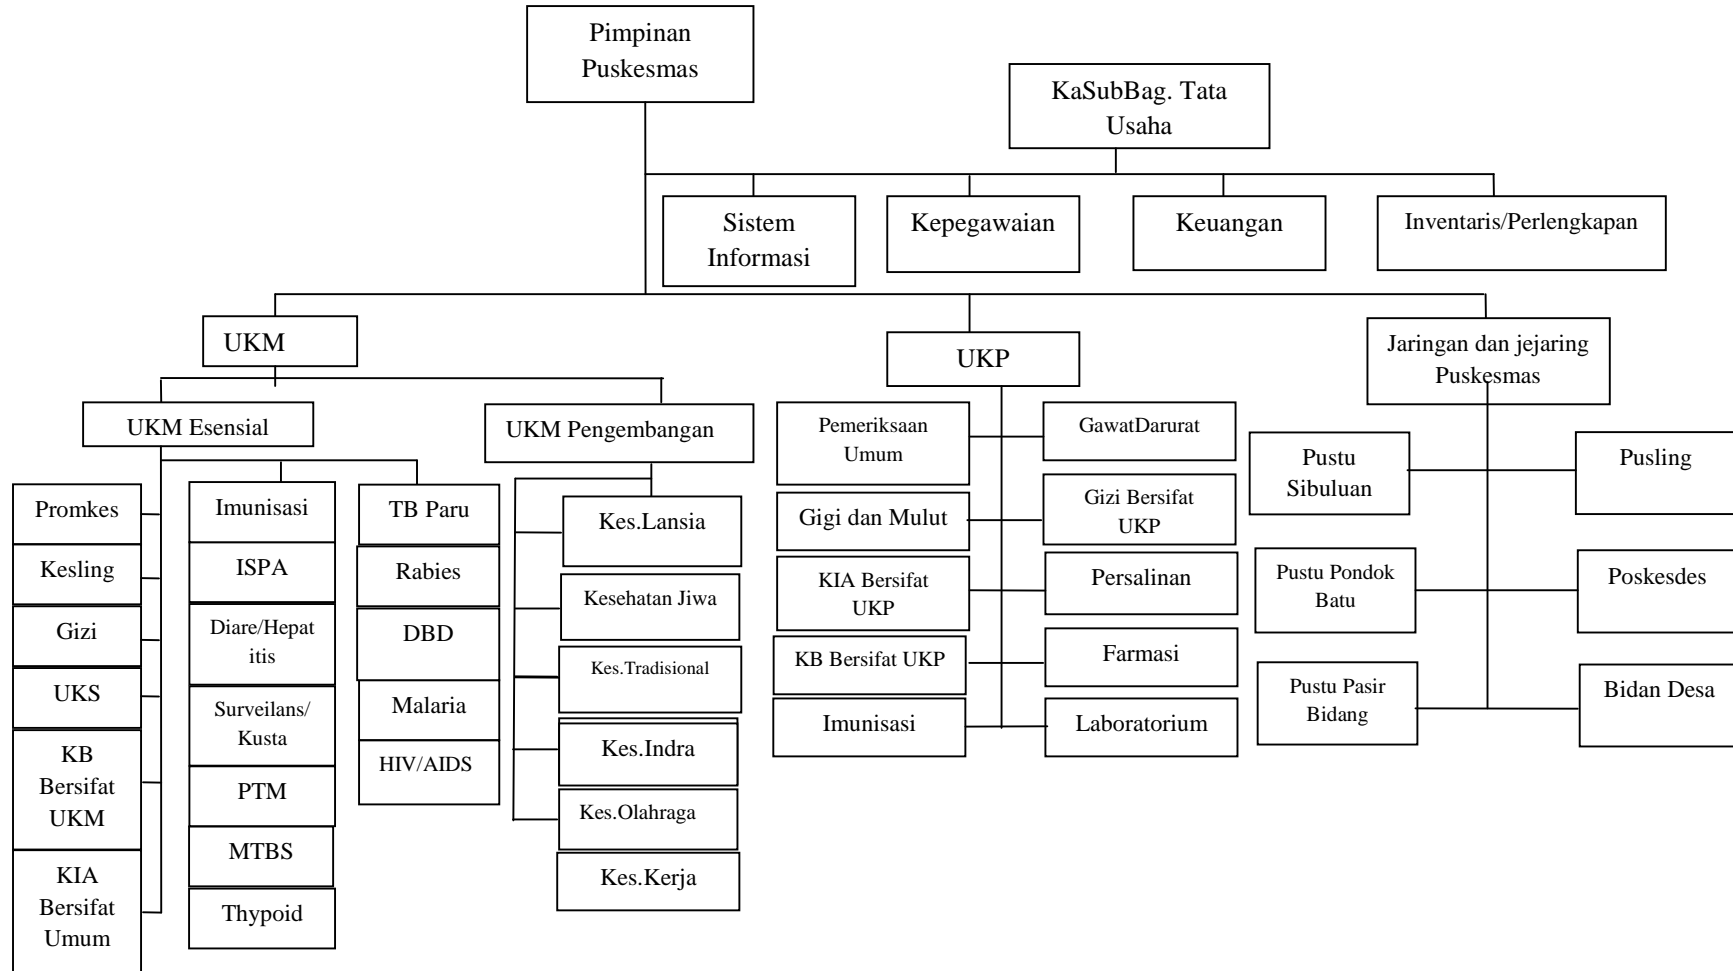 Pimpinan
Puskesmas
KaSubBag. Tata
Usaha
Sistem
Informasi
Kepegawaian
Keuangan
Inventaris/Perlengkapan
UKM
UKP
Jaringan dan jejaring
Puskesmas
UKM Esensial
UKM Pengembangan
Promkes
Kesling
Gizi
UKS
KB
Bersifat
UKM
KIA
Bersifat
Umum
Imunisasi
ISPA
Diare/Hepat
itis
Surveilans/
Kusta
PTM
MTBS
Thypoid
TB Paru
Rabies
DBD
Malaria
HIV/AIDS
Kes.Lansia
Kesehatan Jiwa
Kes.Tradisional
Kes.Indra
Kes.Olahraga
Kes.Kerja
Pemeriksaan
Umum
Gigi dan Mulut
KIA Bersifat
UKP
KB Bersifat UKP
Imunisasi
GawatDarurat
Gizi Bersifat
UKP
Persalinan
Farmasi
Laboratorium
Pustu
Sibuluan
Pustu Pondok
Batu
Pustu Pasir
Bidang
Pusling
Poskesdes
Bidan Desa